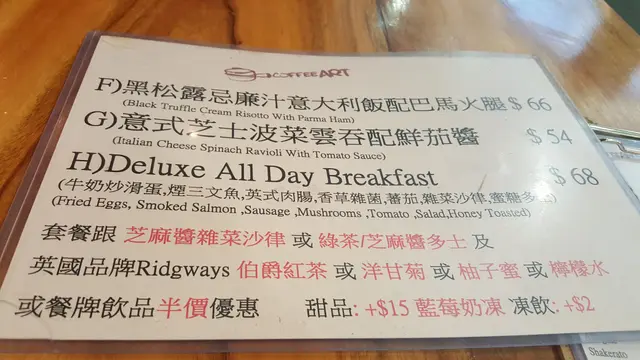 COFFEE ART
F)黑松露忌廉汁意大利飯配巴馬火腿 $ 66
(Black Truffle Cream Risotto With Parma Ham)
G)意式芝士波菜雲吞配鮮茄醬 $ 54
(Italian Cheese Spinach Ravioli With Tomato Sauce)
H)Deluxe All Day Breakfast $ 68
(牛奶炒滑蛋,煙三文魚,英式肉腸,香草雜菌,蕃茄,雜菜沙律,蜜糖多士)
(Fried Eggs, Smoked Salmon ,Sausage ,Mushrooms ,Tomato ,Salad,Honey Toasted)
套餐跟 芝麻醬雜菜沙律 或 綠茶/芝麻醬多士 及
英國品牌Ridgways 伯爵紅茶 或 洋甘菊 或 柚子蜜 或 檸檬水
或餐牌飲品半價優惠 甜品: +$15 藍莓奶凍 凍飲: +$2
Shakerato